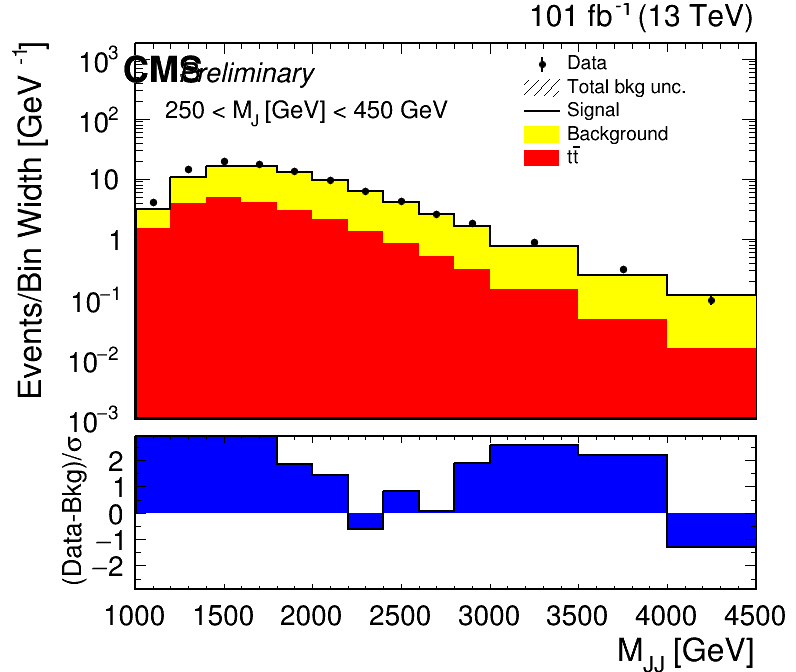 101 fb⁻¹ (13 TeV)
CMS Preliminary
250 < M_J [GeV] < 450 GeV
Data
Total bkg unc.
Signal
Background
tt̄
Events/Bin Width [GeV⁻¹]
10³
10²
10
1
10⁻¹
10⁻²
10⁻³
(Data-Bkg)/σ
2
1
0
−1
−2
1000 1500 2000 2500 3000 3500 4000 4500
M_JJ [GeV]